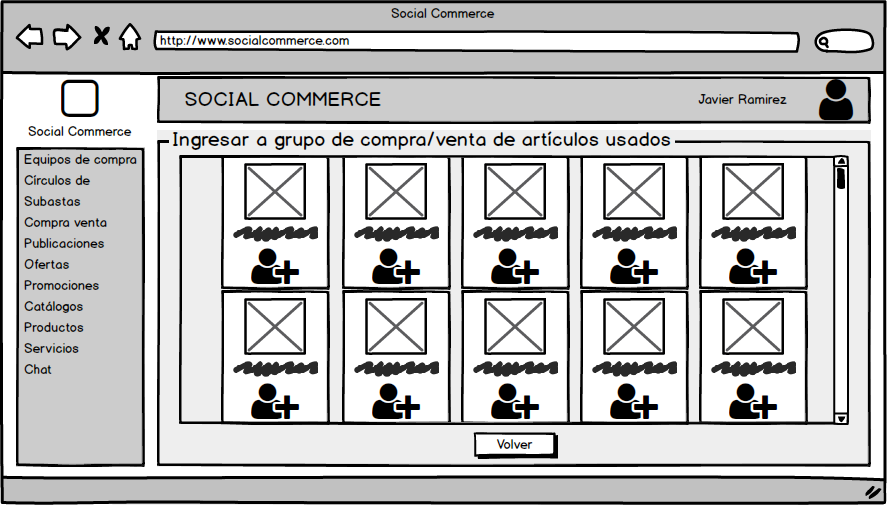 Social Commerce
http://www.socialcommerce.com
SOCIAL COMMERCE
Javier Ramirez
Social Commerce
Equipos de compra
Círculos de
Subastas
Compra venta
Publicaciones
Ofertas
Promociones
Catálogos
Productos
Servicios
Chat
Ingresar a grupo de compra/venta de artículos usados
Volver